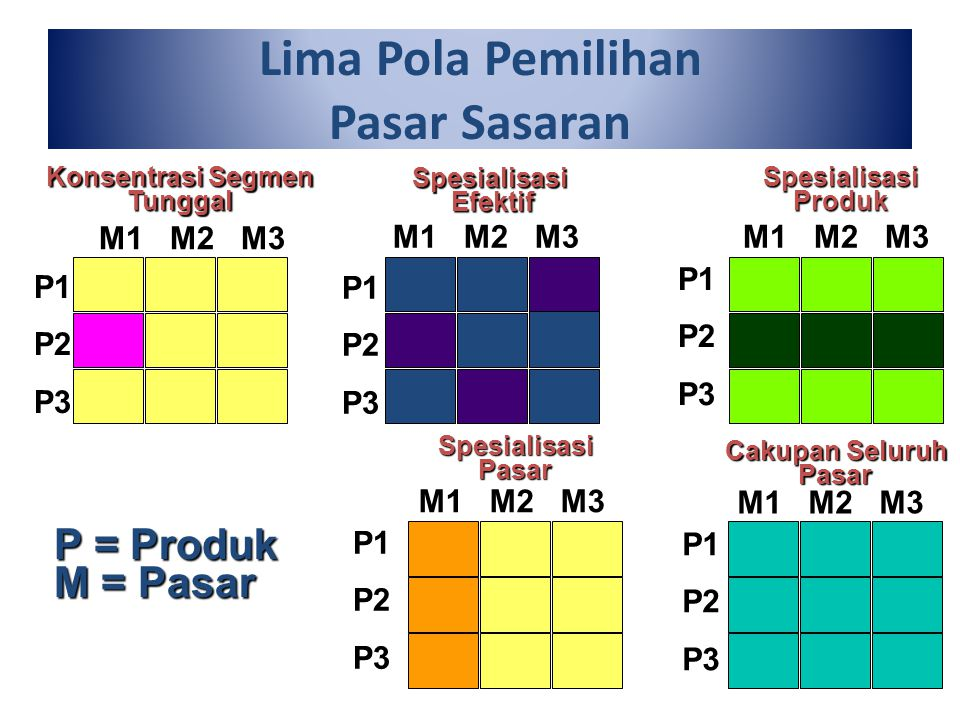 Lima Pola Pemilihan
Pasar Sasaran
Konsentrasi Segmen
Tunggal
M1 M2 M3
P1
P2
P3
Spesialisasi
Efektif
M1 M2 M3
P1
P2
P3
Spesialisasi
Produk
M1 M2 M3
P1
P2
P3
P = Produk
M = Pasar
Spesialisasi
Pasar
M1 M2 M3
P1
P2
P3
Cakupan Seluruh
Pasar
M1 M2 M3
P1
P2
P3